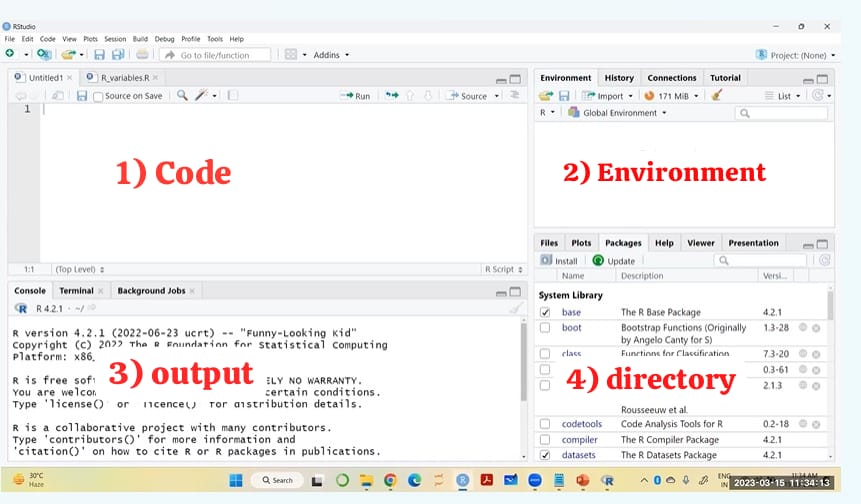 RStudio
File Edit Code View Plots Session Build Debug Profile Tools Help
Go to file/function
Addins
Project: (None)
Untitled1
R_variables.R
Source on Save
Run
Source
1
1) Code
1:1
(Top Level)
R Script
Environment History Connections Tutorial
Import
171 MiB
List
R
Global Environment
2) Environment
Console Terminal Background Jobs
R 4.2.1 · ~/
R version 4.2.1 (2022-06-23 ucrt) -- "Funny-Looking Kid"
Copyright (C) 2022 The R Foundation for Statistical Computing
Platform: x86
R is free sof ELY NO WARRANTY.
You are welcom ertain conditions.
Type 'license()' or 'licence()' for distribution details.
R is a collaborative project with many contributors.
Type 'contributors()' for more information and
'citation()' on how to cite R or R packages in publications.
3) output
Files Plots Packages Help Viewer Presentation
Install
Update
Name Description Versi...
System Library
base The R Base Package 4.2.1
boot Bootstrap Functions (Originally 1.3-28
by Angelo Canty for S)
class Functions for Classification 7.3-20
0.3-61
2.1.3
4) directory
Rousseeuw et al.
codetools Code Analysis Tools for R 0.2-18
compiler The R Compiler Package 4.2.1
datasets The R Datasets Package 4.2.1
30°C
Haze
Search
ENG
IN
2023-03-15 11:34:13